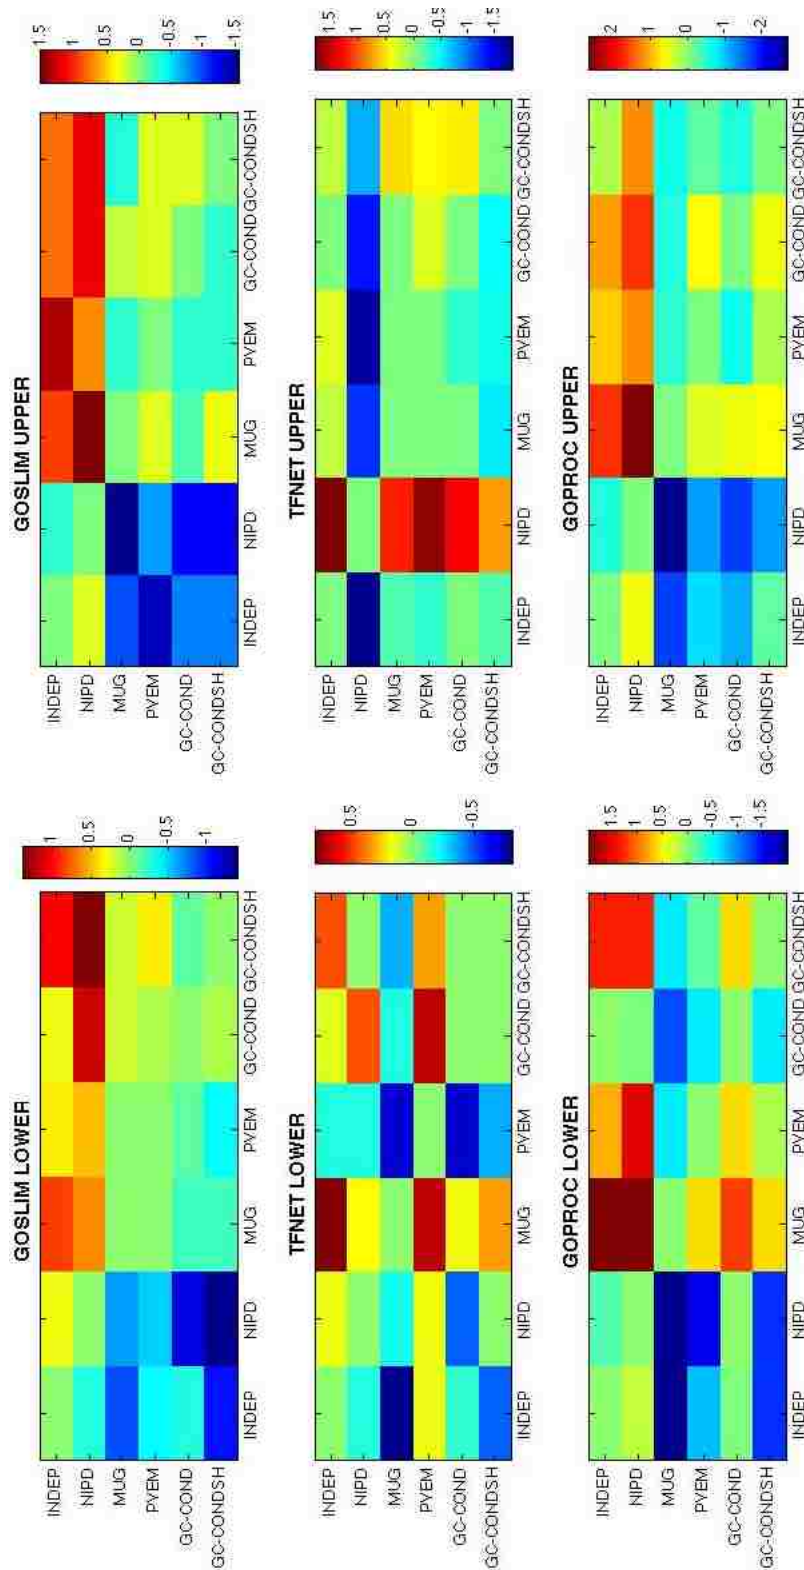 GOSLIM LOWER
INDEP
NIPD
MUG
PVEM
GC-COND
GC-CONDSH
INDEP NIPD MUG PVEM GC-COND GC-CONDSH
1
0.5
0
-0.5
-1
GOSLIM UPPER
INDEP
NIPD
MUG
PVEM
GC-COND
GC-CONDSH
INDEP NIPD MUG PVEM GC-COND GC-CONDSH
1.5
1
0.5
0
-0.5
-1
-1.5
TFNET LOWER
INDEP
NIPD
MUG
PVEM
GC-COND
GC-CONDSH
INDEP NIPD MUG PVEM GC-COND GC-CONDSH
0.5
0
-0.5
TFNET UPPER
INDEP
NIPD
MUG
PVEM
GC-COND
GC-CONDSH
INDEP NIPD MUG PVEM GC-COND GC-CONDSH
1.5
1
0.5
0
-0.5
-1
-1.5
GOPROC LOWER
INDEP
NIPD
MUG
PVEM
GC-COND
GC-CONDSH
INDEP NIPD MUG PVEM GC-COND GC-CONDSH
1.5
1
0.5
0
-0.5
-1
-1.5
GOPROC UPPER
INDEP
NIPD
MUG
PVEM
GC-COND
GC-CONDSH
INDEP NIPD MUG PVEM GC-COND GC-CONDSH
2
1
0
-1
-2